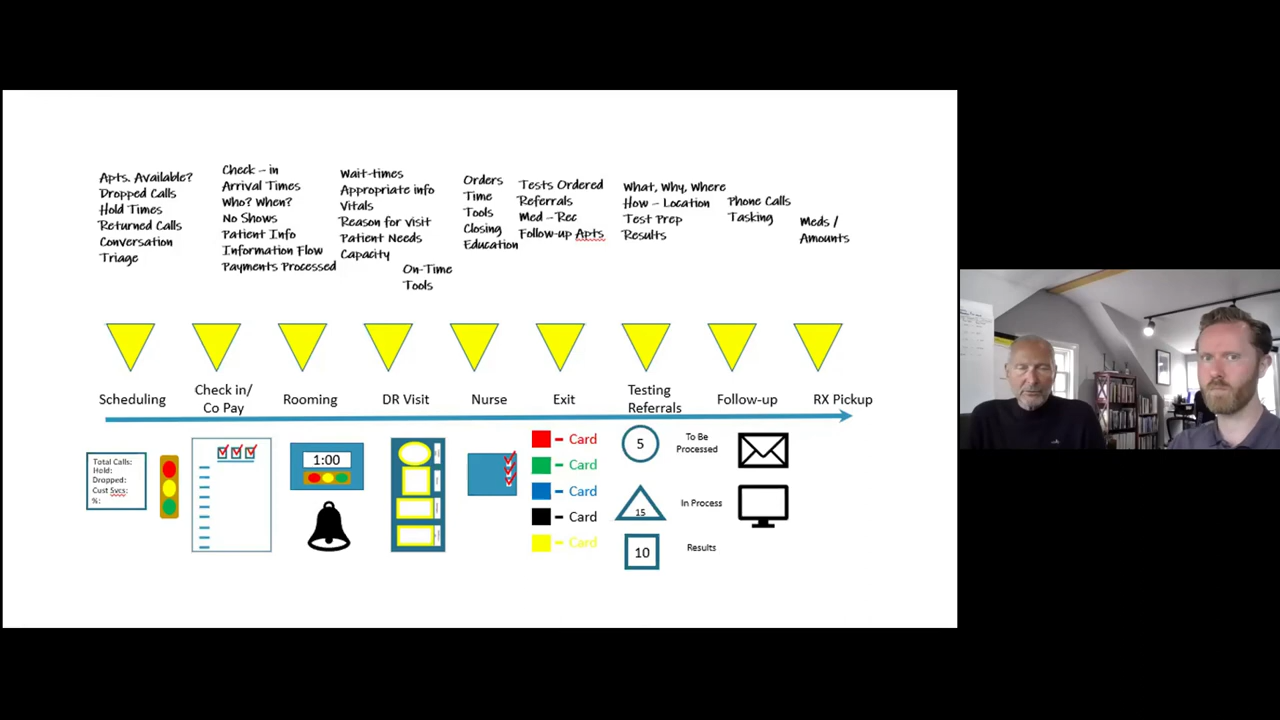 Apts. Available?
Dropped Calls
Hold Times
Returned Calls
Conversation
Triage
Check – in
Arrival Times
Who? When?
No Shows
Patient Info
Information Flow
Payments Processed
Wait-times
Appropriate info
Vitals
Reason for visit
Patient Needs
Capacity
On-Time
Tools
Orders
Time
Tools
Closing
Education
Tests Ordered
Referrals
Med – Rec
Follow-up Apts
What, Why, Where
How – Location
Test Prep
Results
Phone Calls
Tasking
Meds /
Amounts
Scheduling
Check in/
Co Pay
Rooming
DR Visit
Nurse
Exit
Testing
Referrals
Follow-up
RX Pickup
Total Calls:
Hold:
Dropped:
Cust Svcs:
%:
1:00
– Card
– Card
– Card
– Card
– Card
5
To Be
Processed
15
In Process
10
Results